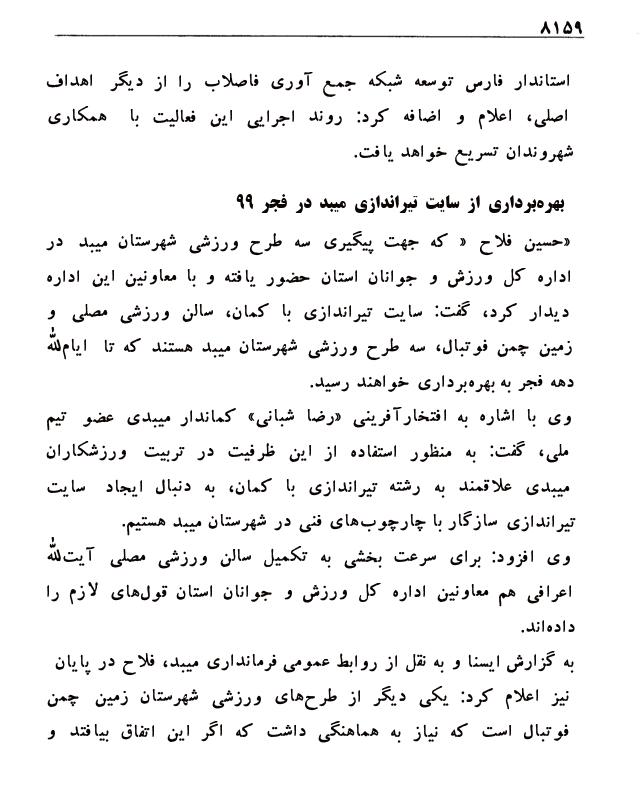 ۸۱۵۹
استاندار فارس توسعه شبکه جمع آوری فاضلاب را از دیگر اهداف
اصلی، اعلام و اضافه کرد: روند اجرایی این فعالیت با همکاری
شهروندان تسریع خواهد یافت.
بهره‌برداری از سایت تیراندازی میبد در فجر ۹۹
«حسین فلاح » که جهت پیگیری سه طرح ورزشی شهرستان میبد در
اداره کل ورزش و جوانان استان حضور یافته و با معاونین این اداره
دیدار کرد، گفت: سایت تیراندازی با کمان، سالن ورزشی مصلی و
زمین چمن فوتبال، سه طرح ورزشی شهرستان میبد هستند که تا ایام‌الله
دهه فجر به بهره‌برداری خواهند رسید.
وی با اشاره به افتخارآفرینی «رضا شبانی» کماندار میبدی عضو تیم
ملی، گفت: به منظور استفاده از این ظرفیت در تربیت ورزشکاران
میبدی علاقمند به رشته تیراندازی با کمان، به دنبال ایجاد سایت
تیراندازی سازگار با چارچوب‌های فنی در شهرستان میبد هستیم.
وی افزود: برای سرعت بخشی به تکمیل سالن ورزشی مصلی آیت‌الله
اعرافی هم معاونین اداره کل ورزش و جوانان استان قول‌های لازم را
داده‌اند.
به گزارش ایسنا و به نقل از روابط عمومی فرمانداری میبد، فلاح در پایان
نیز اعلام کرد: یکی دیگر از طرح‌های ورزشی شهرستان زمین چمن
فوتبال است که نیاز به هماهنگی داشت که اگر این اتفاق بیافتد و